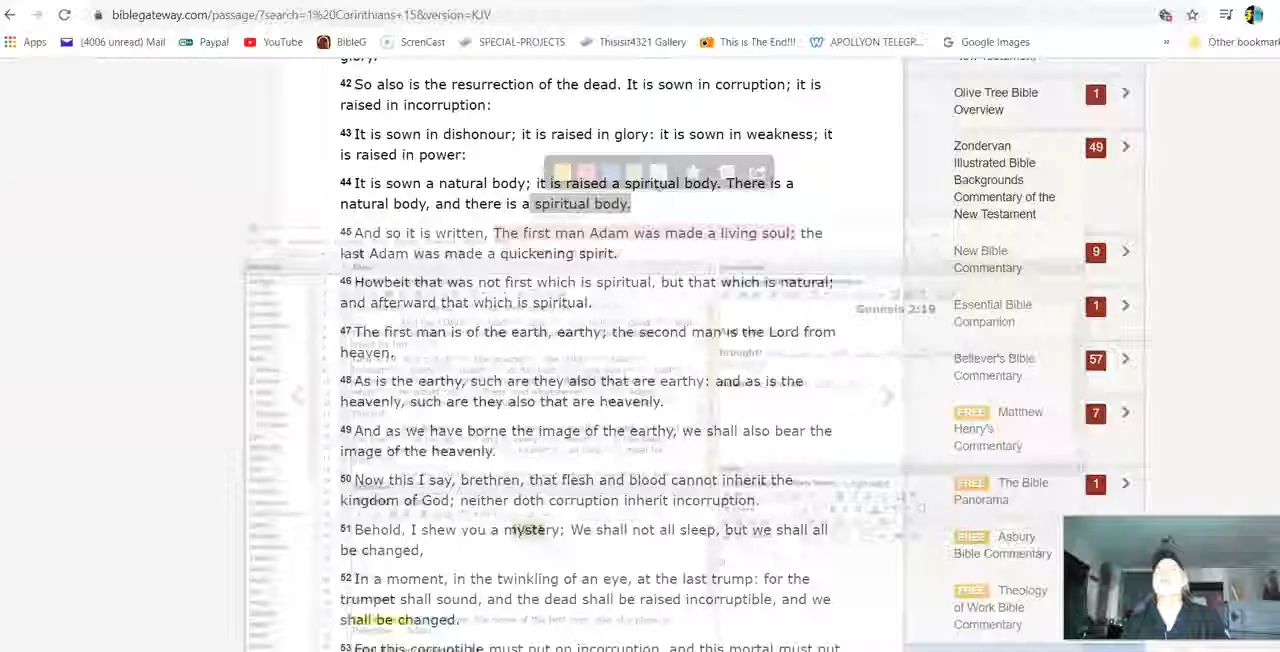 biblegateway.com/passage/?search=1%20Corinthians+15&version=KJV
Apps (4006 unread) Mail Paypal YouTube BibleG ScrenCast SPECIAL-PROJECTS Thisisit4321 Gallery This is The End!!! APOLLYON TELEGR... Google Images » Other bookmar
glory,
42 So also is the resurrection of the dead. It is sown in corruption; it is
raised in incorruption:
43 It is sown in dishonour; it is raised in glory: it is sown in weakness; it
is raised in power:
44 It is sown a natural body; it is raised a spiritual body. There is a
natural body, and there is a spiritual body.
45 And so it is written, The first man Adam was made a living soul; the
last Adam was made a quickening spirit.
46 Howbeit that was not first which is spiritual, but that which is natural;
and afterward that which is spiritual.
47 The first man is of the earth, earthy; the second man is the Lord from
heaven.
48 As is the earthy, such are they also that are earthy: and as is the
heavenly, such are they also that are heavenly.
49 And as we have borne the image of the earthy, we shall also bear the
image of the heavenly.
50 Now this I say, brethren, that flesh and blood cannot inherit the
kingdom of God; neither doth corruption inherit incorruption.
51 Behold, I shew you a mystery; We shall not all sleep, but we shall all
be changed,
52 In a moment, in the twinkling of an eye, at the last trump: for the
trumpet shall sound, and the dead shall be raised incorruptible, and we
shall be changed.
53 For this corruptible must put on incorruption, and this mortal must put
Genesis 2:19
brought
Olive Tree Bible 1
Overview
Zondervan 49
Illustrated Bible
Backgrounds
Commentary of the
New Testament
New Bible 9
Commentary
Essential Bible 1
Companion
Believer's Bible 57
Commentary
FREE Matthew 7
Henry's
Commentary
FREE The Bible 1
Panorama
FREE Asbury
Bible Commentary
FREE Theology
of Work Bible
Commentary